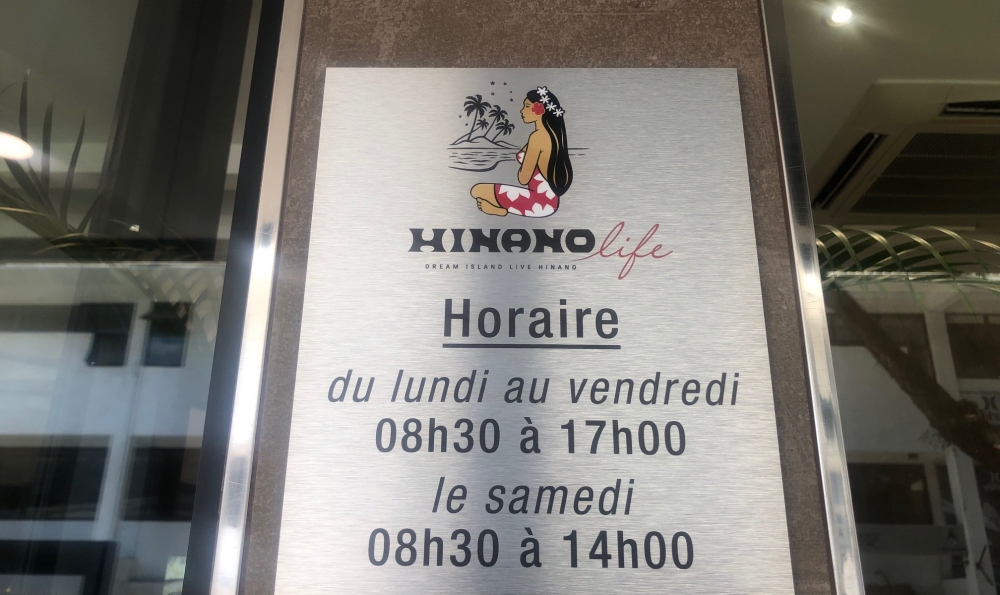 HINANO life
DREAM ISLAND LIVE HINANO
Horaire
du lundi au vendredi
08h30 à 17h00
le samedi
08h30 à 14h00